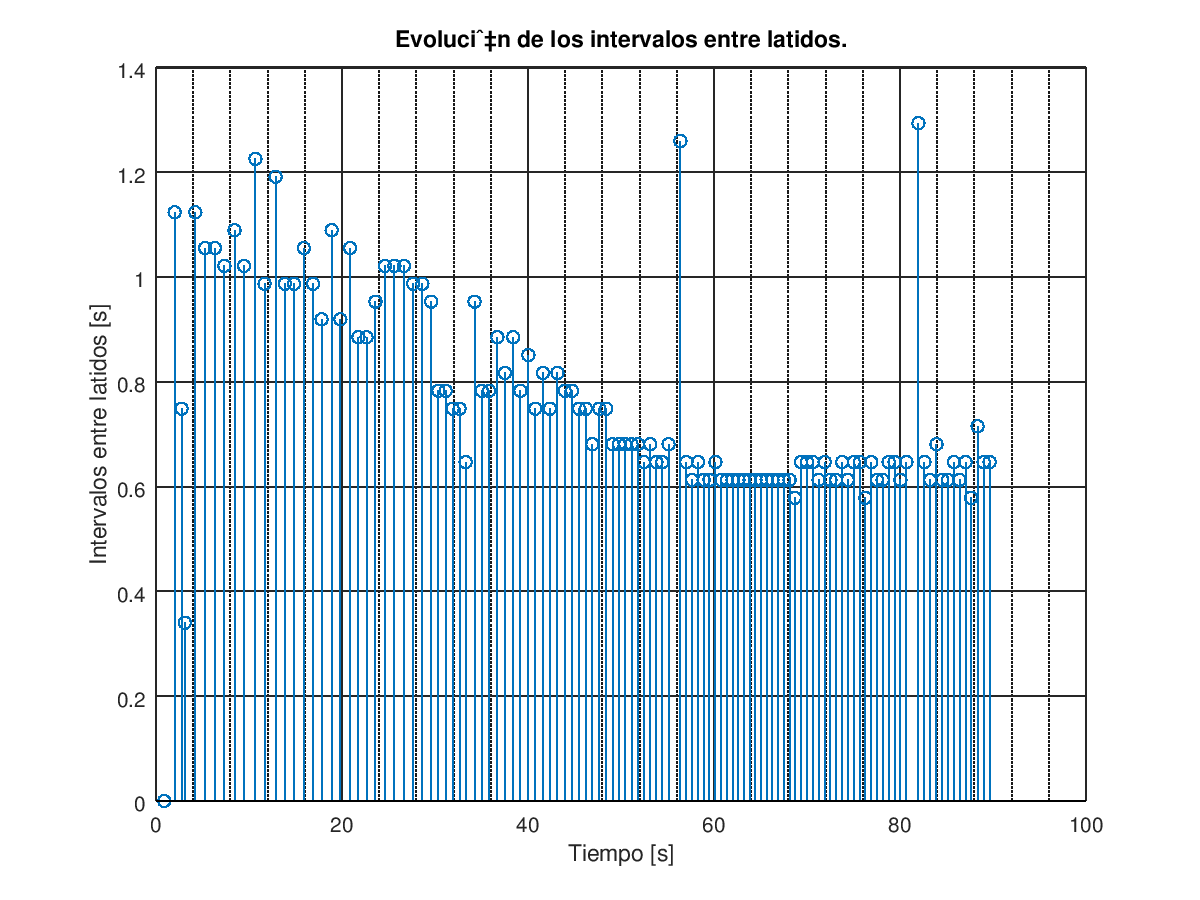 Evoluciˆ‡n de los intervalos entre latidos.
1.4
1.2
1
0.8
0.6
0.4
0.2
0
Intervalos entre latidos [s]
0 20 40 60 80 100
Tiempo [s]